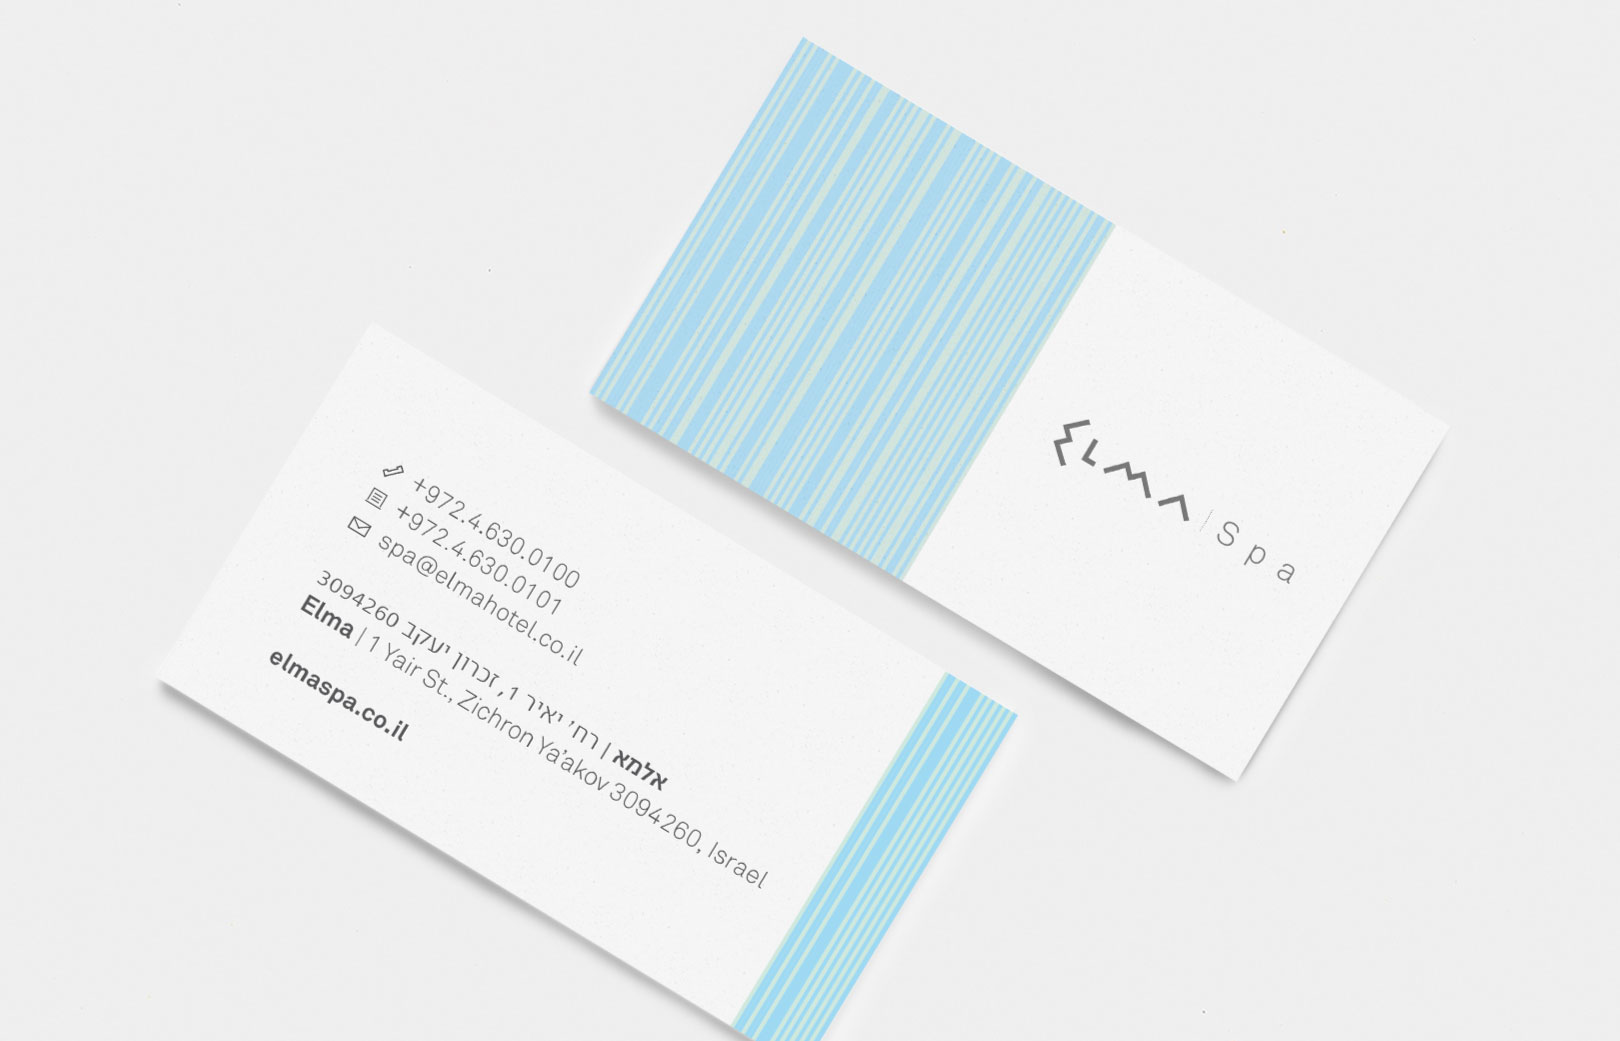 ELMA | Spa
+972.4.630.0100
+972.4.630.0101
spa@elmahotel.co.il
אלמא | רח׳ יאיר 1, זכרון יעקב 3094260
Elma | 1 Yair St., Zichron Ya'akov 3094260, Israel
elmaspa.co.il